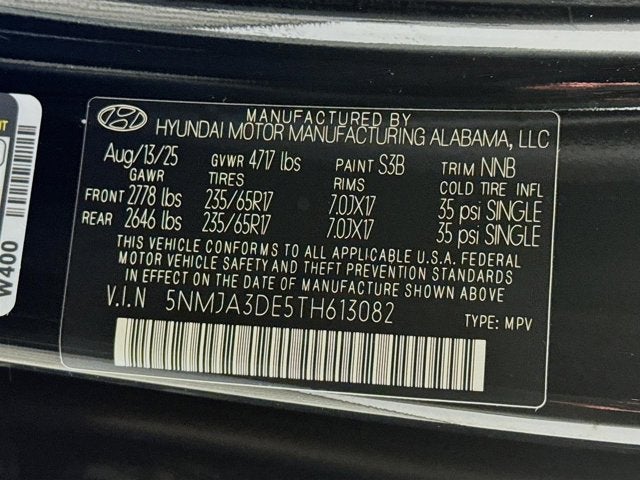 MANUFACTURED BY
HYUNDAI MOTOR MANUFACTURING ALABAMA, LLC
Aug/13/25 GVWR 4717 lbs PAINT S3B TRIM NNB
GAWR TIRES RIMS COLD TIRE INFL
FRONT 2778 lbs 235/65R17 7.0JX17 35 psi SINGLE
REAR 2646 lbs 235/65R17 7.0JX17 35 psi SINGLE
THIS VEHICLE CONFORMS TO ALL APPLICABLE U.S.A. FEDERAL
MOTOR VEHICLE SAFETY AND THEFT PREVENTION STANDARDS
IN EFFECT ON THE DATE OF MANUFACTURE SHOWN ABOVE
V.I.N 5NMJA3DE5TH613082
TYPE: MPV
W400